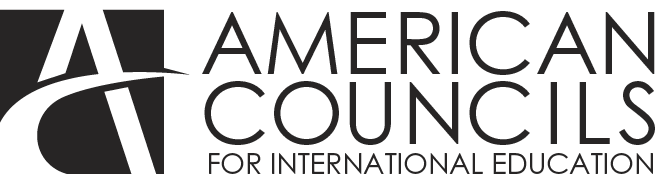 AMERICAN
COUNCILS
FOR INTERNATIONAL EDUCATION